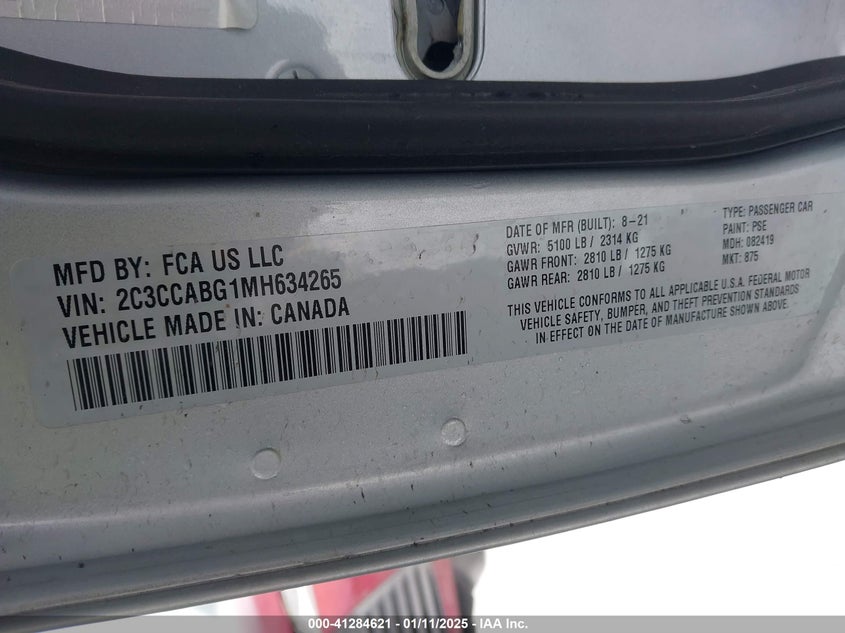 MFD BY: FCA US LLC
VIN: 2C3CCABG1MH634265
VEHICLE MADE IN: CANADA
DATE OF MFR (BUILT): 8-21
GVWR: 5100 LB / 2314 KG
GAWR FRONT: 2810 LB / 1275 KG
GAWR REAR: 2810 LB / 1275 KG
TYPE: PASSENGER CAR
PAINT: PSE
MDH: 082419
MKT: 875
THIS VEHICLE CONFORMS TO ALL APPLICABLE U.S.A. FEDERAL MOTOR
VEHICLE SAFETY, BUMPER, AND THEFT PREVENTION STANDARDS
IN EFFECT ON THE DATE OF MANUFACTURE SHOWN ABOVE.
000-41284621 - 01/11/2025 - IAA Inc.